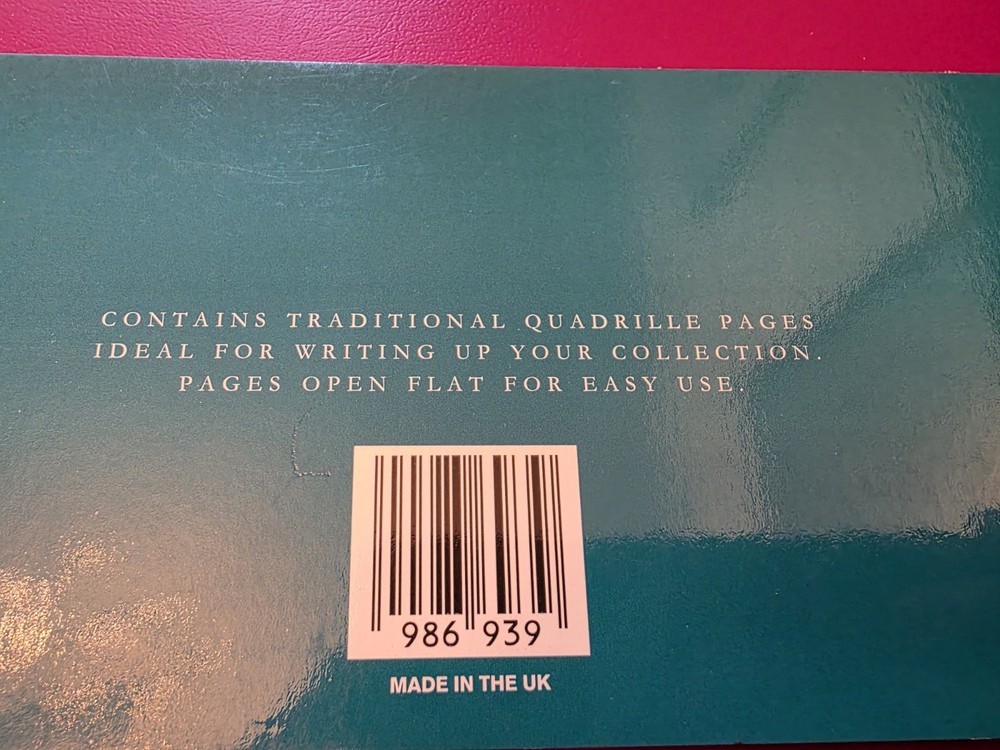 CONTAINS TRADITIONAL QUADRILLE PAGES
IDEAL FOR WRITING UP YOUR COLLECTION.
PAGES OPEN FLAT FOR EASY USE.
986 939
MADE IN THE UK